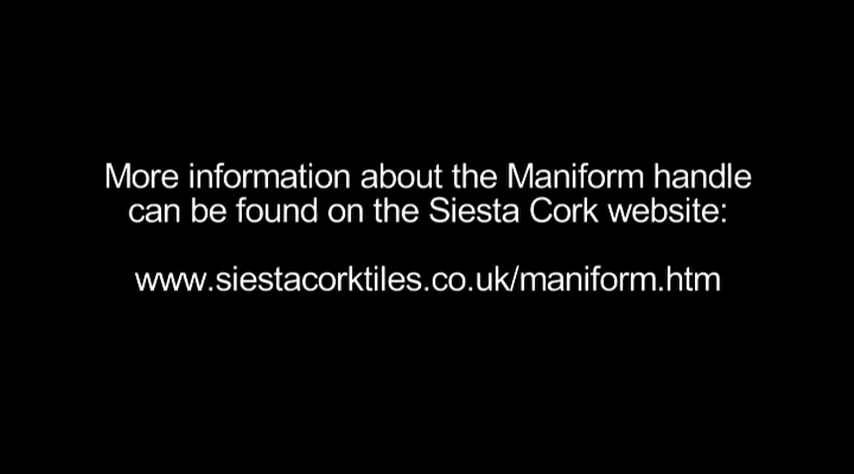 More information about the Maniform handle
can be found on the Siesta Cork website:
www.siestacorktiles.co.uk/maniform.htm